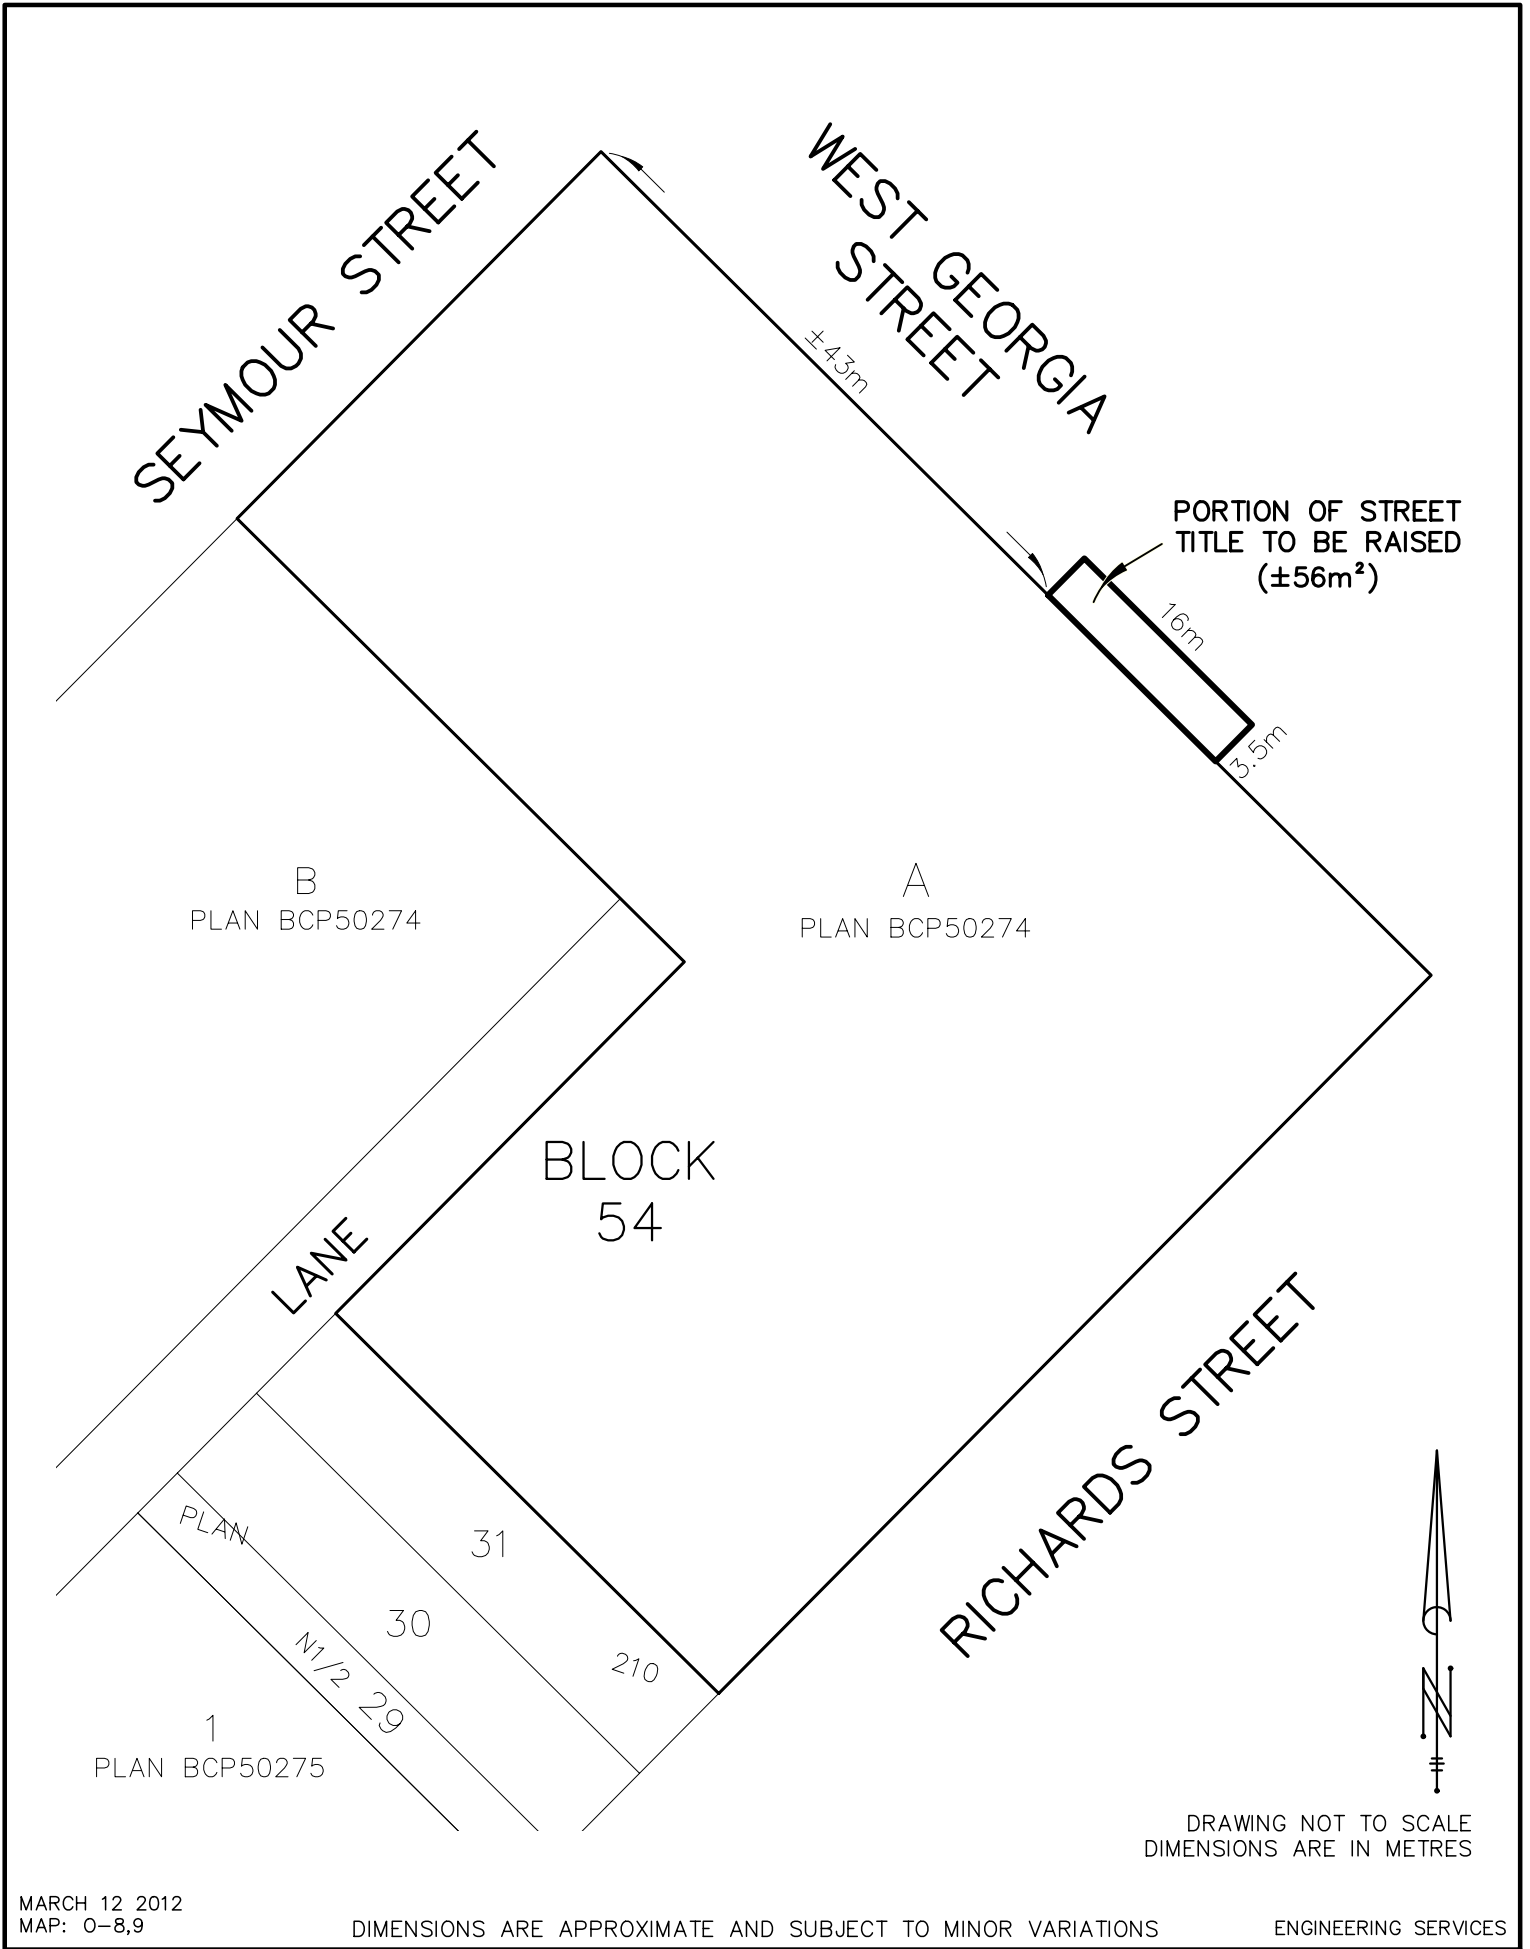 SEYMOUR STREET
WEST GEORGIA
STREET
±43m
PORTION OF STREET
TITLE TO BE RAISED
(±56m²)
16m
3.5m
B
PLAN BCP50274
A
PLAN BCP50274
BLOCK
54
LANE
RICHARDS STREET
PLAN
31
30
210
N1/2 29
1
PLAN BCP50275
N
DRAWING NOT TO SCALE
DIMENSIONS ARE IN METRES
MARCH 12 2012
MAP: O-8,9
DIMENSIONS ARE APPROXIMATE AND SUBJECT TO MINOR VARIATIONS
ENGINEERING SERVICES